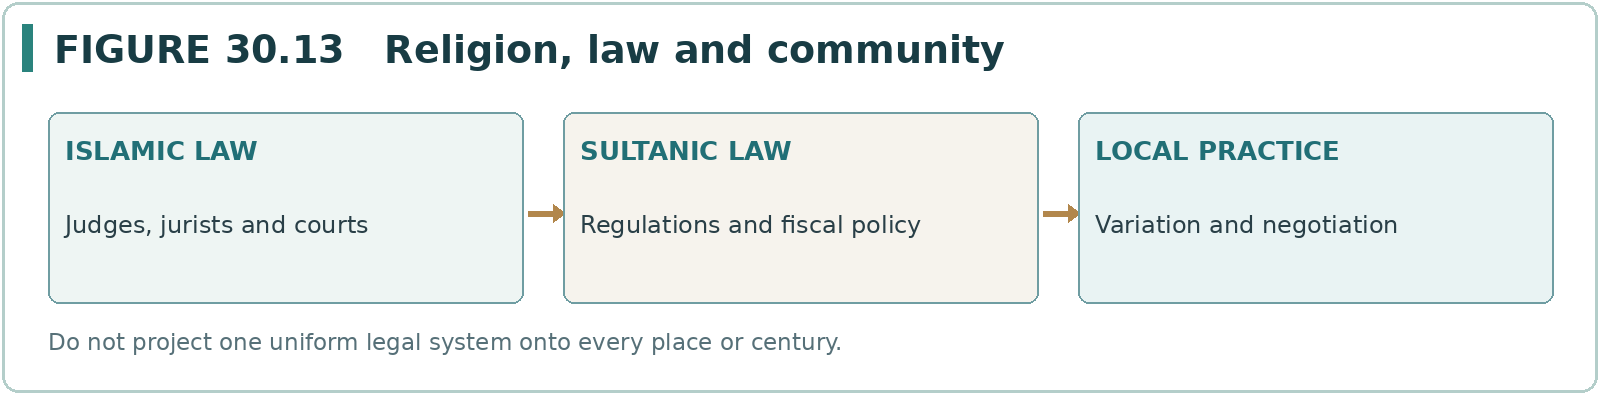 FIGURE 30.13 Religion, law and community
ISLAMIC LAW
Judges, jurists and courts
SULTANIC LAW
Regulations and fiscal policy
LOCAL PRACTICE
Variation and negotiation
Do not project one uniform legal system onto every place or century.